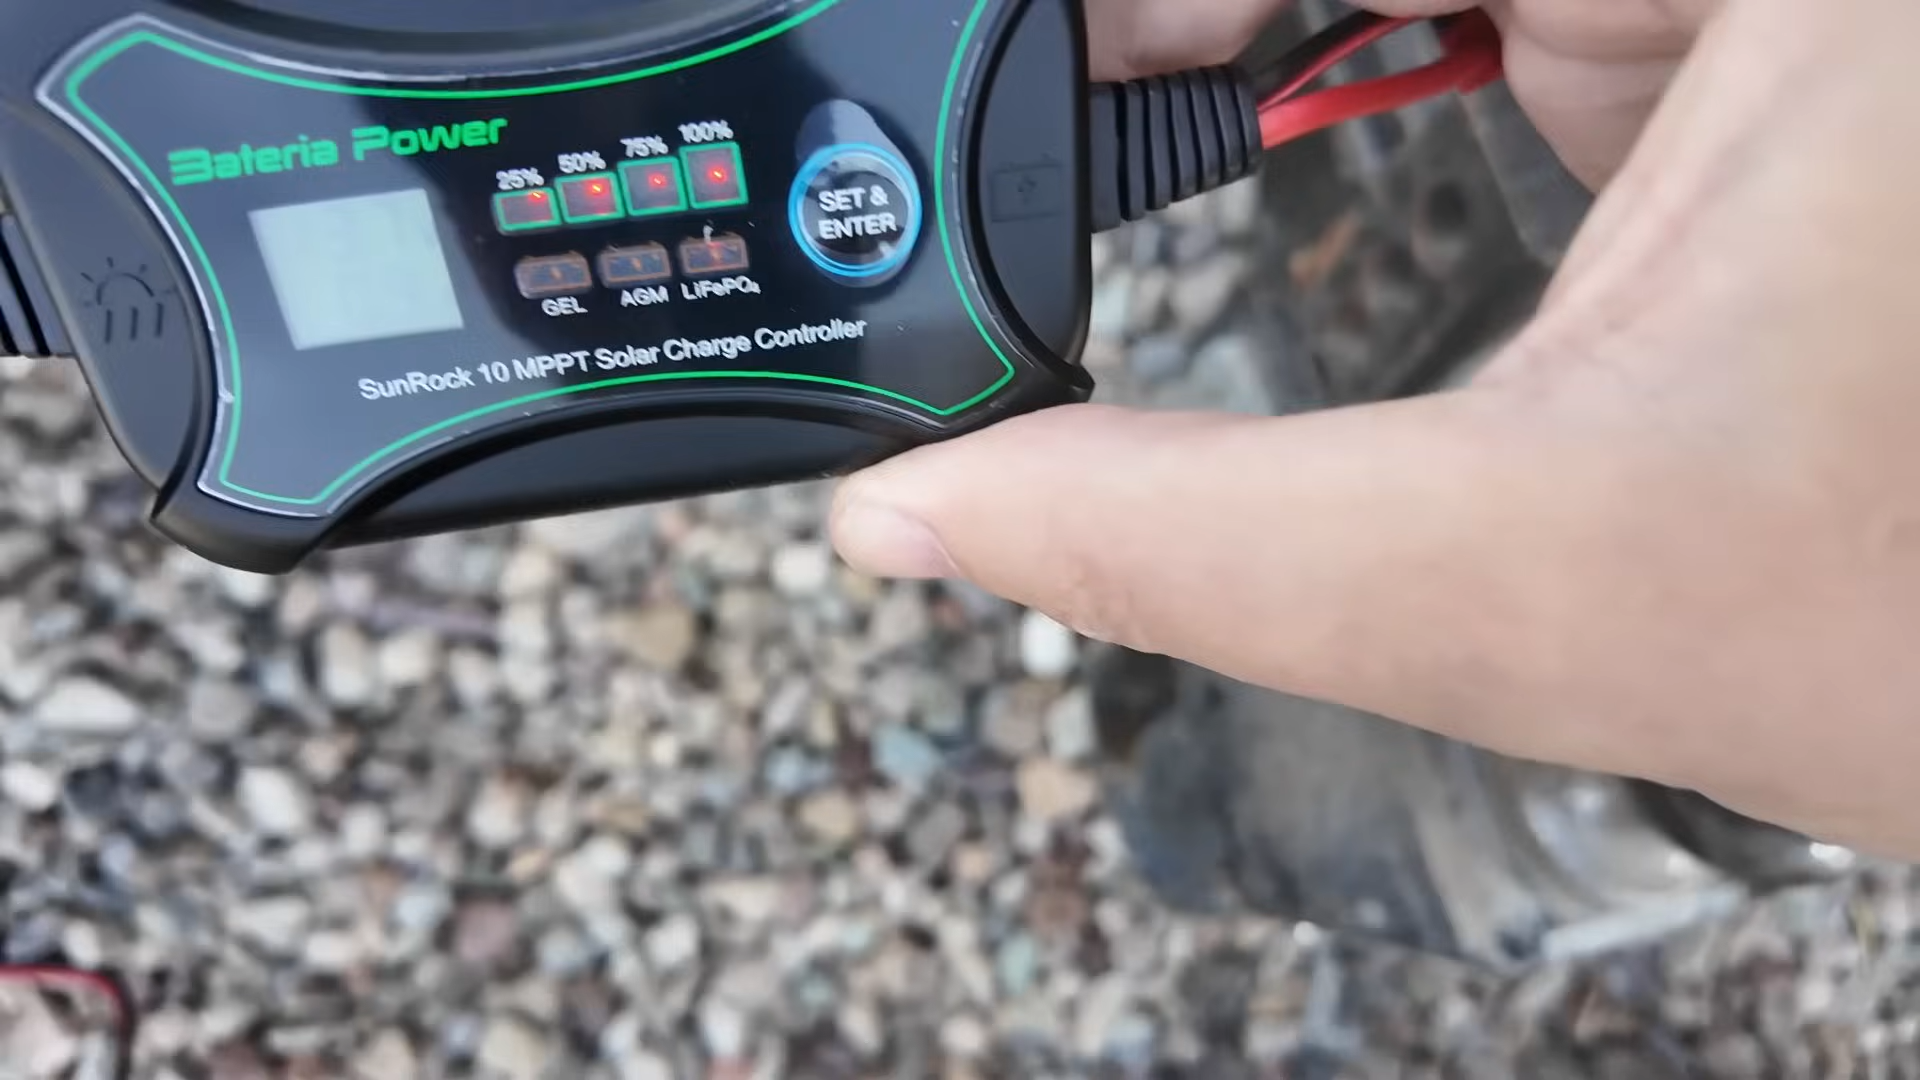 Bateria Power
25% 50% 75% 100%
SET &
ENTER
GEL AGM LiFePO₄
SunRock 10 MPPT Solar Charge Controller